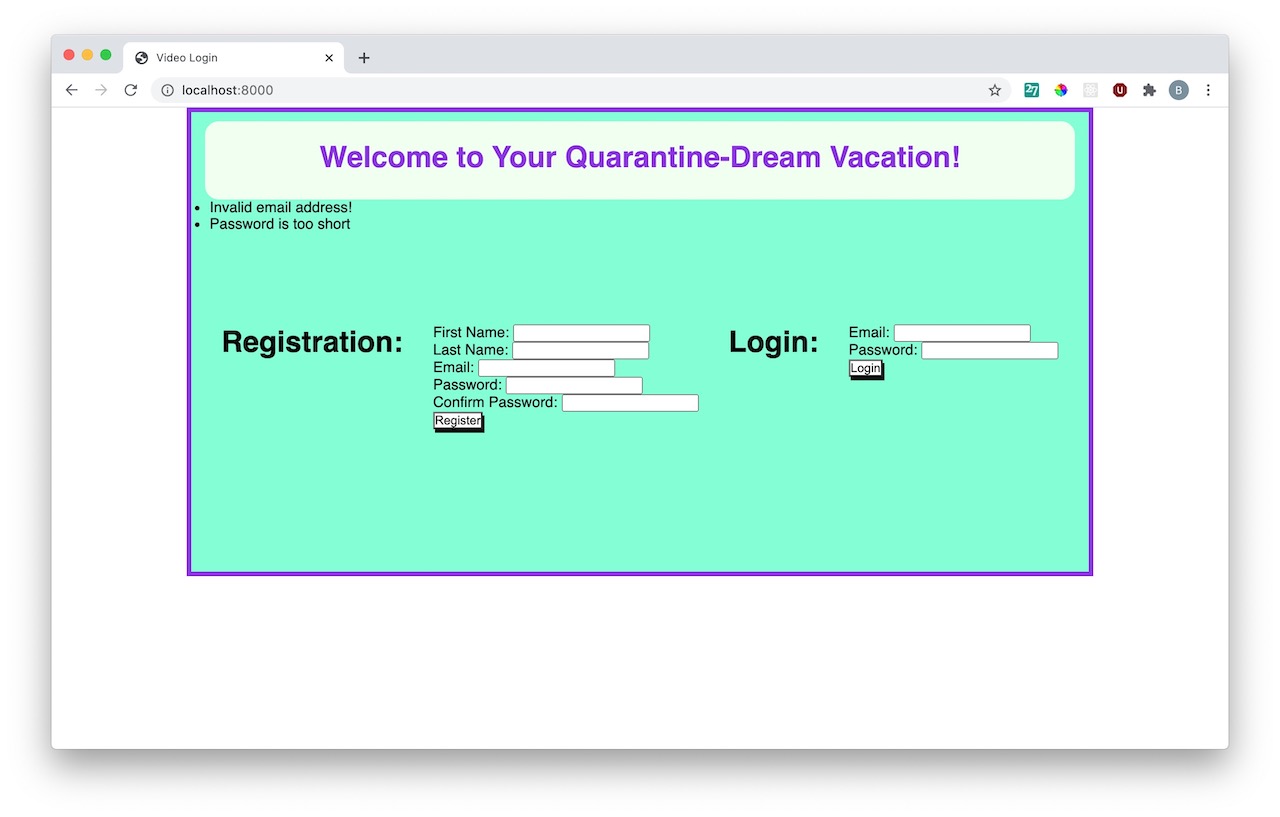 Video Login
localhost:8000
27
U
B
Welcome to Your Quarantine-Dream Vacation!
Invalid email address!
Password is too short
Registration:
First Name:
Last Name:
Email:
Password:
Confirm Password:
Register
Login:
Email:
Password:
Login